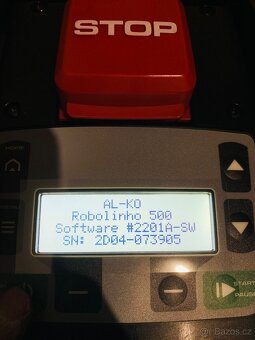 STOP
HOME
AL-KO
Robolinho 500
Software #2201A-SW
SN: 2D04-073905
START
PAUSE
Bazos.cz